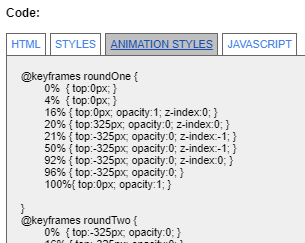 Code:
HTML STYLES ANIMATION STYLES JAVASCRIPT
@keyframes roundOne {
0% { top:0px; }
4% { top:0px; }
16% { top:0px; opacity:1; z-index:0; }
20% { top:325px; opacity:0; z-index:0; }
21% { top:-325px; opacity:0; z-index:-1; }
50% { top:-325px; opacity:0; z-index:-1; }
92% { top:-325px; opacity:0; z-index:0; }
96% { top:-325px; opacity:0; }
100%{ top:0px; opacity:1; }
}
@keyframes roundTwo {
0% { top:-325px; opacity:0; }